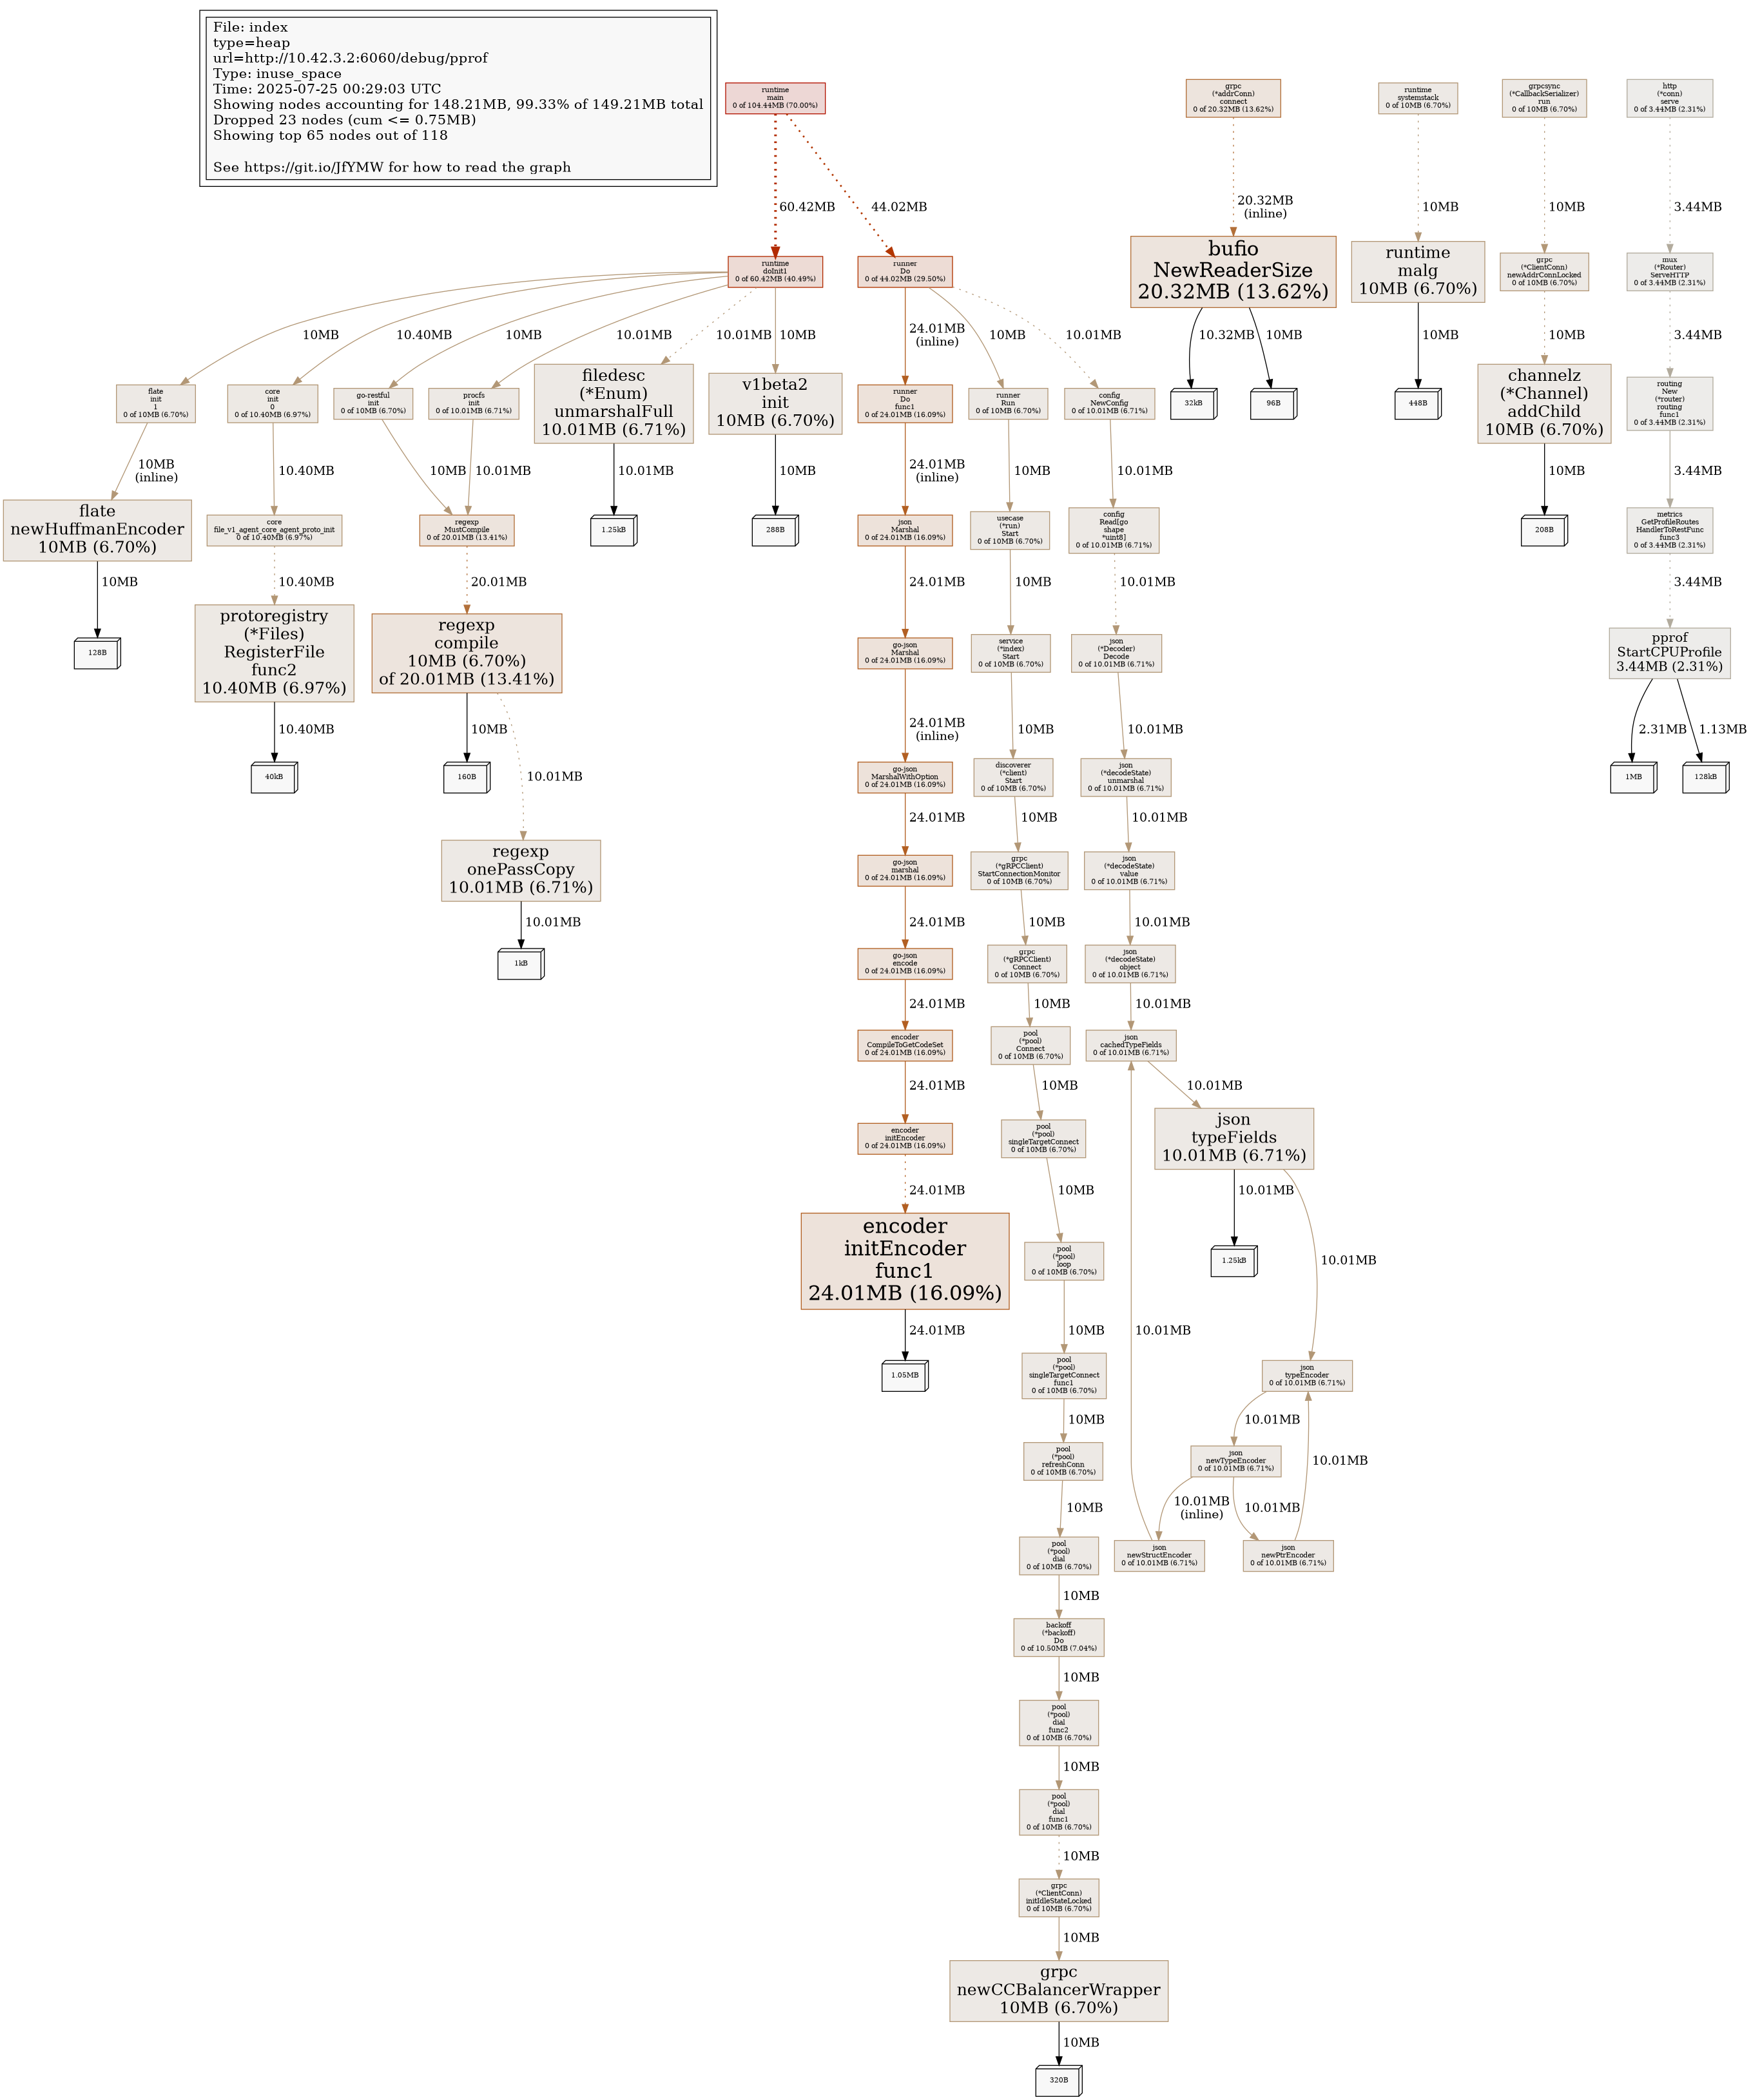 File: index
type=heap
url=http://10.42.3.2:6060/debug/pprof
Type: inuse_space
Time: 2025-07-25 00:29:03 UTC
Showing nodes accounting for 148.21MB, 99.33% of 149.21MB total
Dropped 23 nodes (cum <= 0.75MB)
Showing top 65 nodes out of 118
See https://git.io/JfYMW for how to read the graph
runtime
main
0 of 104.44MB (70.00%)
grpc
(*addrConn)
connect
0 of 20.32MB (13.62%)
runtime
systemstack
0 of 10MB (6.70%)
grpcsync
(*CallbackSerializer)
run
0 of 10MB (6.70%)
http
(*conn)
serve
0 of 3.44MB (2.31%)
60.42MB
44.02MB
20.32MB
(inline)
10MB
10MB
3.44MB
runtime
doInit1
0 of 60.42MB (40.49%)
runner
Do
0 of 44.02MB (29.50%)
bufio
NewReaderSize
20.32MB (13.62%)
runtime
malg
10MB (6.70%)
grpc
(*ClientConn)
newAddrConnLocked
0 of 10MB (6.70%)
mux
(*Router)
ServeHTTP
0 of 3.44MB (2.31%)
10MB
10.40MB
10MB
10.01MB
10.01MB
10MB
24.01MB
(inline)
10MB
10.01MB
10.32MB
10MB
10MB
10MB
3.44MB
flate
init
1
0 of 10MB (6.70%)
core
init
0
0 of 10.40MB (6.97%)
go-restful
init
0 of 10MB (6.70%)
procfs
init
0 of 10.01MB (6.71%)
filedesc
(*Enum)
unmarshalFull
10.01MB (6.71%)
v1beta2
init
10MB (6.70%)
runner
Do
func1
0 of 24.01MB (16.09%)
runner
Run
0 of 10MB (6.70%)
config
NewConfig
0 of 10.01MB (6.71%)
32kB
96B
448B
channelz
(*Channel)
addChild
10MB (6.70%)
routing
New
(*router)
routing
func1
0 of 3.44MB (2.31%)
10MB
(inline)
10.40MB
10MB
10.01MB
10.01MB
10MB
24.01MB
(inline)
10MB
10.01MB
10MB
3.44MB
flate
newHuffmanEncoder
10MB (6.70%)
core
file_v1_agent_core_agent_proto_init
0 of 10.40MB (6.97%)
regexp
MustCompile
0 of 20.01MB (13.41%)
1.25kB
288B
json
Marshal
0 of 24.01MB (16.09%)
usecase
(*run)
Start
0 of 10MB (6.70%)
config
Read[go
shape
*uint8]
0 of 10.01MB (6.71%)
208B
metrics
GetProfileRoutes
HandlerToRestFunc
func3
0 of 3.44MB (2.31%)
10MB
10.40MB
20.01MB
24.01MB
10MB
10.01MB
3.44MB
128B
protoregistry
(*Files)
RegisterFile
func2
10.40MB (6.97%)
regexp
compile
10MB (6.70%)
of 20.01MB (13.41%)
go-json
Marshal
0 of 24.01MB (16.09%)
service
(*index)
Start
0 of 10MB (6.70%)
json
(*Decoder)
Decode
0 of 10.01MB (6.71%)
pprof
StartCPUProfile
3.44MB (2.31%)
10.40MB
10MB
10.01MB
24.01MB
(inline)
10MB
10.01MB
2.31MB
1.13MB
40kB
160B
go-json
MarshalWithOption
0 of 24.01MB (16.09%)
discoverer
(*client)
Start
0 of 10MB (6.70%)
json
(*decodeState)
unmarshal
0 of 10.01MB (6.71%)
1MB
128kB
24.01MB
10MB
10.01MB
regexp
onePassCopy
10.01MB (6.71%)
go-json
marshal
0 of 24.01MB (16.09%)
grpc
(*gRPCClient)
StartConnectionMonitor
0 of 10MB (6.70%)
json
(*decodeState)
value
0 of 10.01MB (6.71%)
10.01MB
24.01MB
10MB
10.01MB
1kB
go-json
encode
0 of 24.01MB (16.09%)
grpc
(*gRPCClient)
Connect
0 of 10MB (6.70%)
json
(*decodeState)
object
0 of 10.01MB (6.71%)
24.01MB
10MB
10.01MB
encoder
CompileToGetCodeSet
0 of 24.01MB (16.09%)
pool
(*pool)
Connect
0 of 10MB (6.70%)
json
cachedTypeFields
0 of 10.01MB (6.71%)
24.01MB
10MB
10.01MB
encoder
initEncoder
0 of 24.01MB (16.09%)
pool
(*pool)
singleTargetConnect
0 of 10MB (6.70%)
json
typeFields
10.01MB (6.71%)
24.01MB
10MB
10.01MB
10.01MB
encoder
initEncoder
func1
24.01MB (16.09%)
pool
(*pool)
loop
0 of 10MB (6.70%)
1.25kB
24.01MB
10MB
10.01MB
1.05MB
pool
(*pool)
singleTargetConnect
func1
0 of 10MB (6.70%)
json
typeEncoder
0 of 10.01MB (6.71%)
10MB
10.01MB
pool
(*pool)
refreshConn
0 of 10MB (6.70%)
json
newTypeEncoder
0 of 10.01MB (6.71%)
10.01MB
10MB
10.01MB
(inline)
10.01MB
pool
(*pool)
dial
0 of 10MB (6.70%)
json
newStructEncoder
0 of 10.01MB (6.71%)
json
newPtrEncoder
0 of 10.01MB (6.71%)
10MB
backoff
(*backoff)
Do
0 of 10.50MB (7.04%)
10MB
pool
(*pool)
dial
func2
0 of 10MB (6.70%)
10MB
pool
(*pool)
dial
func1
0 of 10MB (6.70%)
10MB
grpc
(*ClientConn)
initIdleStateLocked
0 of 10MB (6.70%)
10MB
grpc
newCCBalancerWrapper
10MB (6.70%)
10MB
320B